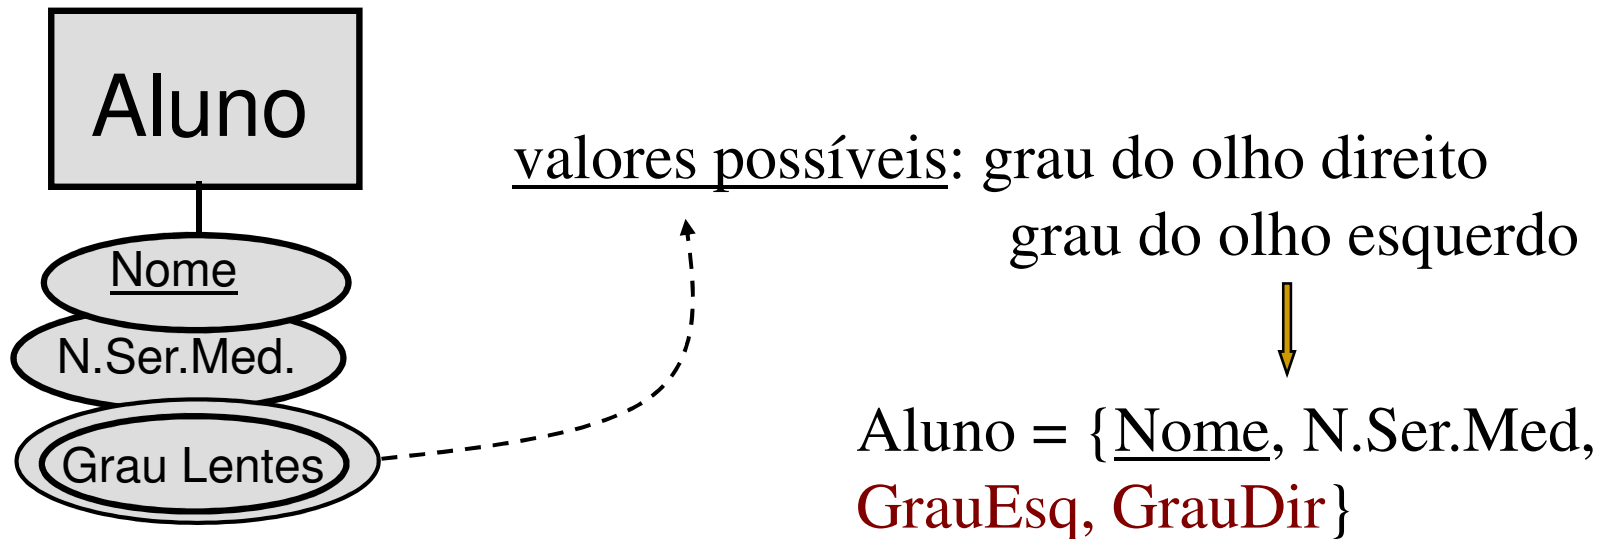 Aluno
Nome
N.Ser.Med.
Grau Lentes
valores possíveis: grau do olho direito
grau do olho esquerdo
Aluno = {Nome, N.Ser.Med,
GrauEsq, GrauDir}